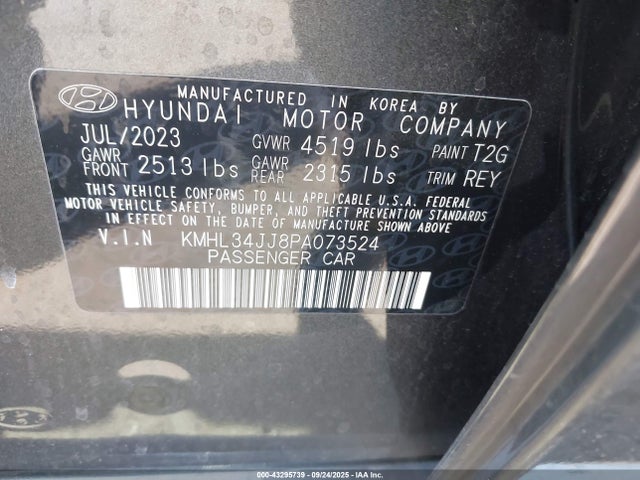 MANUFACTURED IN KOREA BY
HYUNDAI MOTOR COMPANY
JUL/2023 GVWR 4519 lbs PAINT T2G
GAWR FRONT 2513 lbs GAWR REAR 2315 lbs TRIM REY
THIS VEHICLE CONFORMS TO ALL APPLICABLE U.S.A. FEDERAL
MOTOR VEHICLE SAFETY, BUMPER, AND THEFT PREVENTION STANDARDS
IN EFFECT ON THE DATE OF MANUFACTURE SHOWN ABOVE
V.I.N KMHL34JJ8PA073524
PASSENGER CAR
000-43295739 - 09/24/2025 - IAA Inc.